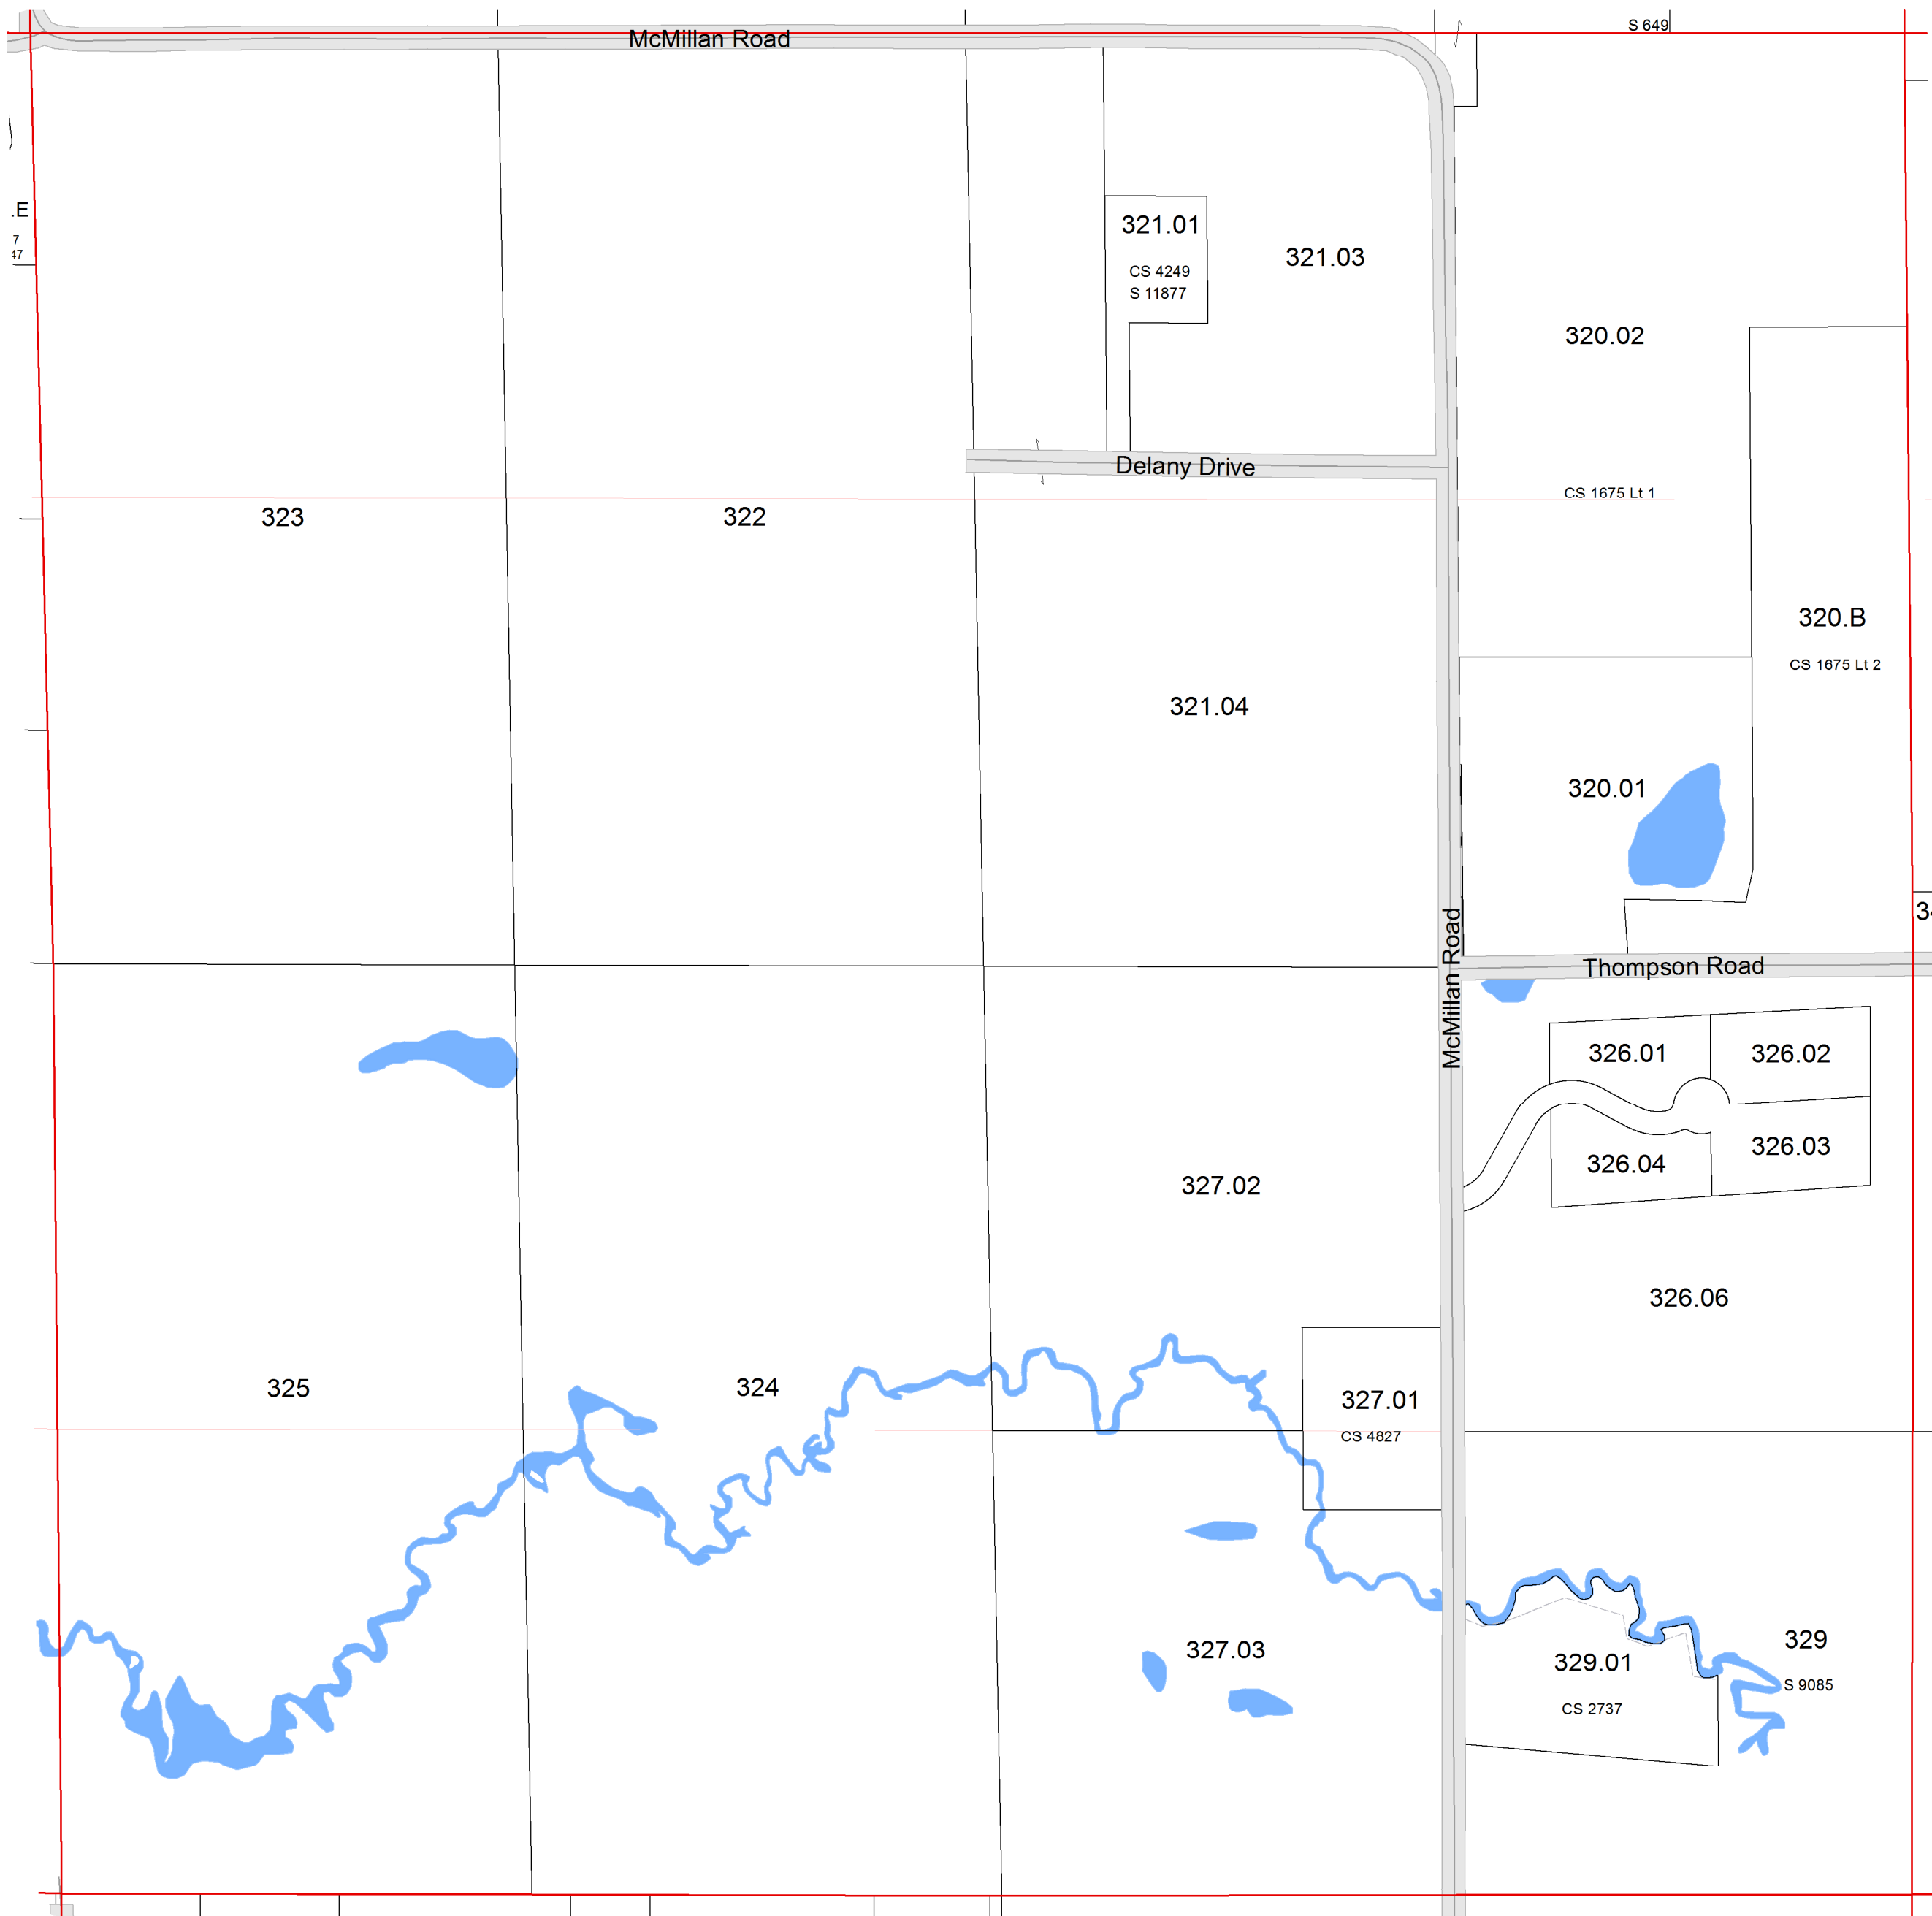 S 649
McMillan Road
.E
7
47
321.01
CS 4249
S 11877
321.03
320.02
Delany Drive
CS 1675 Lt 1
323
322
320.B
CS 1675 Lt 2
321.04
320.01
McMillan Road
Thompson Road
326.01
326.02
326.03
326.04
327.02
326.06
325
324
327.01
CS 4827
327.03
329
329.01
S 9085
CS 2737